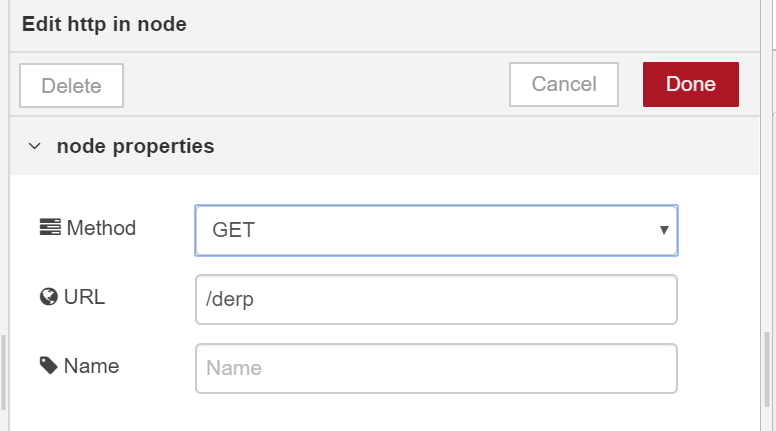 Edit http in node
Delete Cancel Done
node properties
Method GET
URL /derp
Name Name